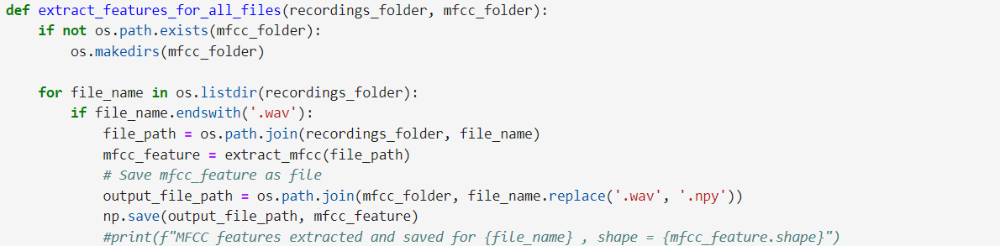 def extract_features_for_all_files(recordings_folder, mfcc_folder):
    if not os.path.exists(mfcc_folder):
        os.makedirs(mfcc_folder)

    for file_name in os.listdir(recordings_folder):
        if file_name.endswith('.wav'):
            file_path = os.path.join(recordings_folder, file_name)
            mfcc_feature = extract_mfcc(file_path)
            # Save mfcc_feature as file
            output_file_path = os.path.join(mfcc_folder, file_name.replace('.wav', '.npy'))
            np.save(output_file_path, mfcc_feature)
            #print(f"MFCC features extracted and saved for {file_name} , shape = {mfcc_feature.shape}")